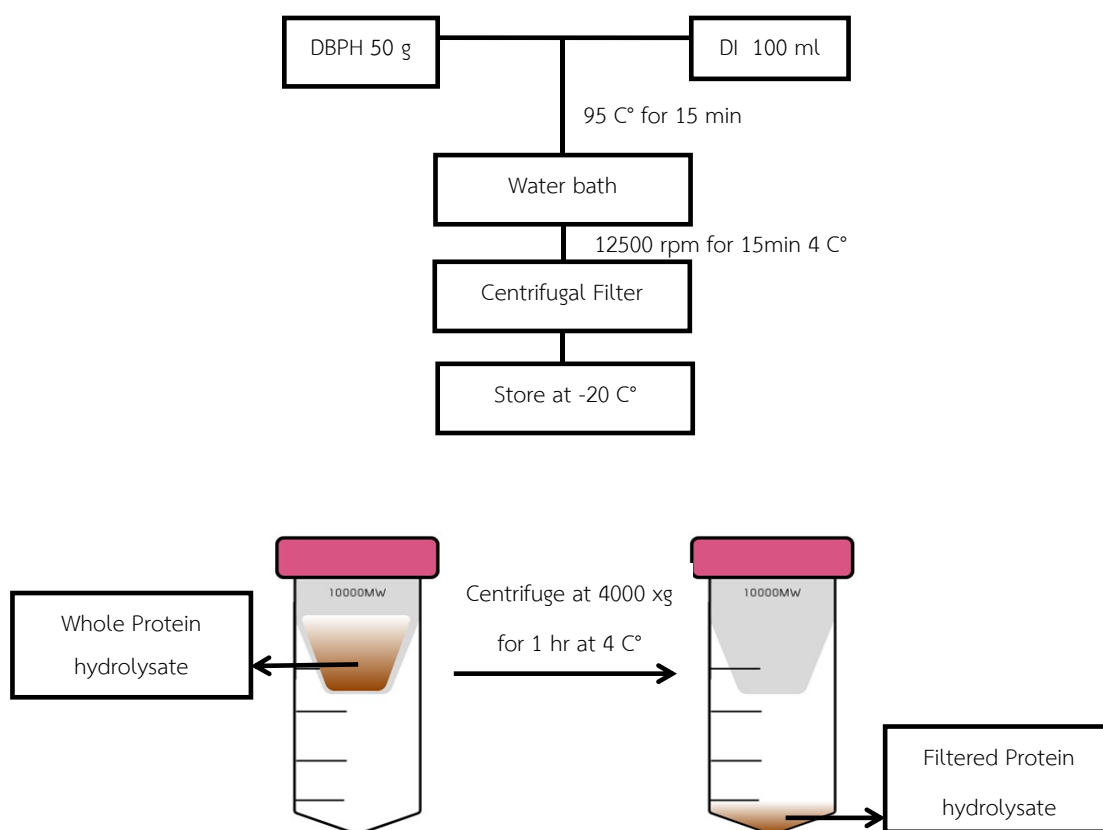 DBPH 50 g
DI  100 ml
95 C° for 15 min
Water bath
12500 rpm for 15min 4 C°
Centrifugal Filter
Store at -20 C°
10000MW
10000MW
Whole Protein
hydrolysate
Centrifuge at 4000 xg
for 1 hr at 4 C°
Filtered Protein
hydrolysate